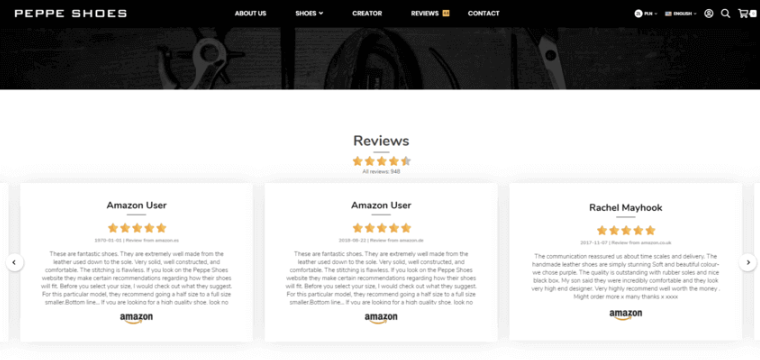 PEPPE SHOES
ABOUT US SHOES CREATOR REVIEWS CONTACT
PLN ENGLISH
Reviews
All reviews: 948
Amazon User
1970-01-01 | Review from amazon.es
These are fantastic shoes. They are extremely well made from the
leather used down to the sole. Very solid, well constructed, and
comfortable. The stitching is flawless. If you look on the Peppe Shoes
website they make certain recommendations regarding how their shoes
will fit. Before you select your size, I would check out what they suggest.
For this particular model, they recommend going a half size to a full size
smaller.Bottom line... If you are looking for a high quality shoe, look no
amazon
Amazon User
Review from amazon.de
These are fantastic shoes. They are extremely well made from the
leather used down to the sole. Very solid, well constructed, and
comfortable. The stitching is flawless. If you look on the Peppe Shoes
website they make certain recommendations regarding how their shoes
will fit. Before you select your size, I would check out what they suggest.
For this particular model, they recommend going a half size to a full size
smaller.Bottom line... If you are looking for a high quality shoe, look no
amazon
Rachel Mayhook
2017-11-07 | Review from amazon.co.uk
The communication reassured us about time scales and delivery. The
handmade leather shoes are simply stunning Soft and beautiful colour-
we chose purple. The quality is outstanding with rubber soles and nice
black box. My son said they were incredibly comfortable and they look
very high end designer. Very highly recommend well worth the money .
Might order more x many thanks x xxxx
amazon